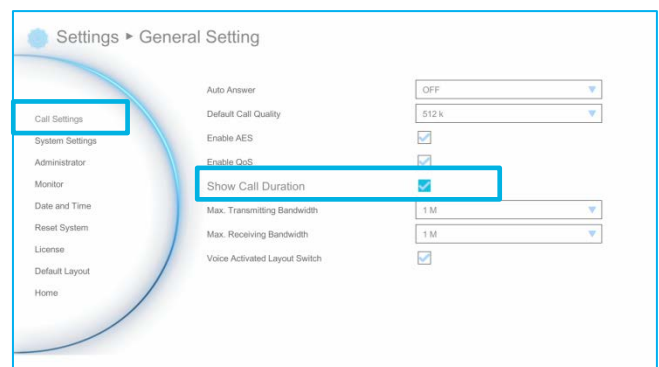 Settings ▸ General Setting
Call Settings
System Settings
Administrator
Monitor
Date and Time
Reset System
License
Default Layout
Home
Auto Answer OFF
Default Call Quality 512 k
Enable AES
Enable QoS
Show Call Duration
Max. Transmitting Bandwidth 1 M
Max. Receiving Bandwidth 1 M
Voice Activated Layout Switch